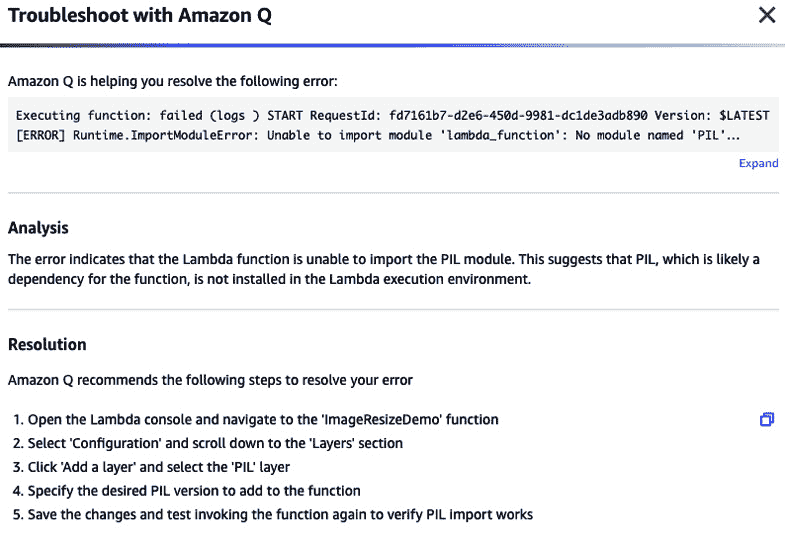 Troubleshoot with Amazon Q
Amazon Q is helping you resolve the following error:
Executing function: failed (logs ) START RequestId: fd7161b7-d2e6-450d-9981-dc1de3adb890 Version: $LATEST
[ERROR] Runtime.ImportModuleError: Unable to import module 'lambda_function': No module named 'PIL'...
Expand
Analysis
The error indicates that the Lambda function is unable to import the PIL module. This suggests that PIL, which is likely a
dependency for the function, is not installed in the Lambda execution environment.
Resolution
Amazon Q recommends the following steps to resolve your error
1. Open the Lambda console and navigate to the 'ImageResizeDemo' function
2. Select 'Configuration' and scroll down to the 'Layers' section
3. Click 'Add a layer' and select the 'PIL' layer
4. Specify the desired PIL version to add to the function
5. Save the changes and test invoking the function again to verify PIL import works